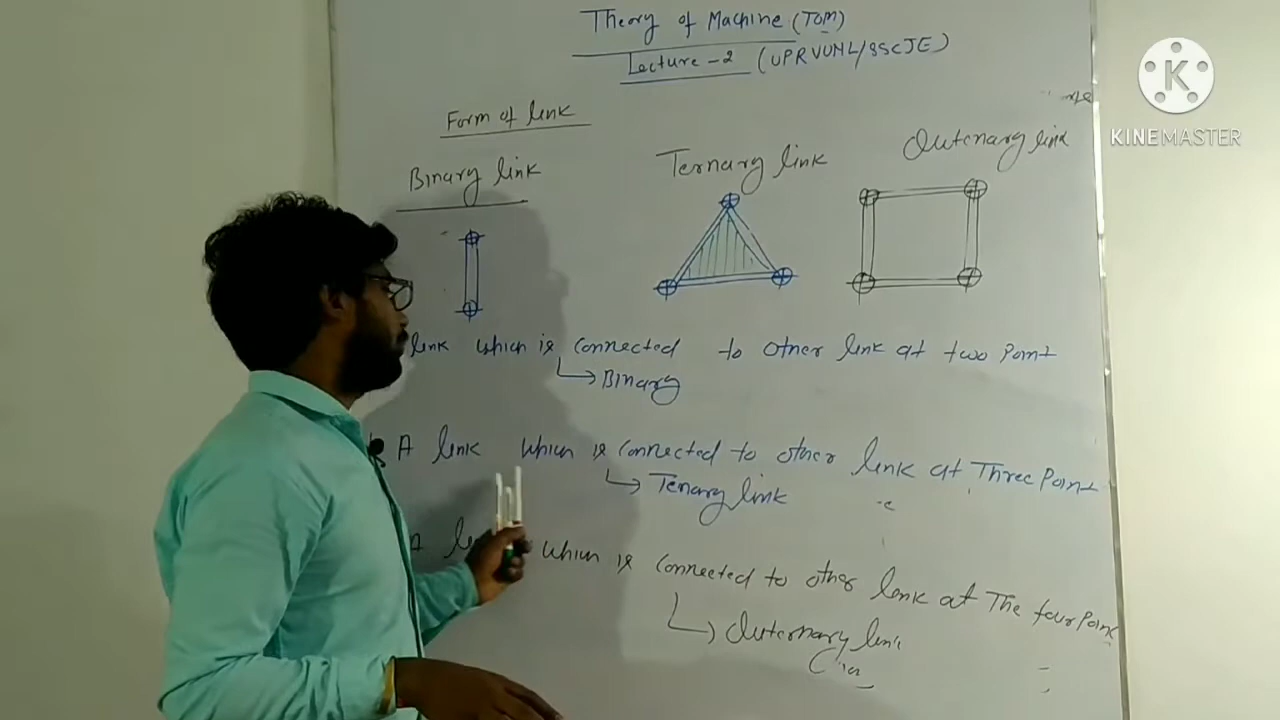 Theory of Machine (TOM)
Lecture-2 (UPRVUNL/SSCJE)
Form of link
Binary link
Ternary link
Quternary link
link which is connected to other link at two Point
Binary
A link which is connected to other link at Three Point
Tenary link
A which is connected to other link at The four Point
Quternary link
K
KINEMASTER